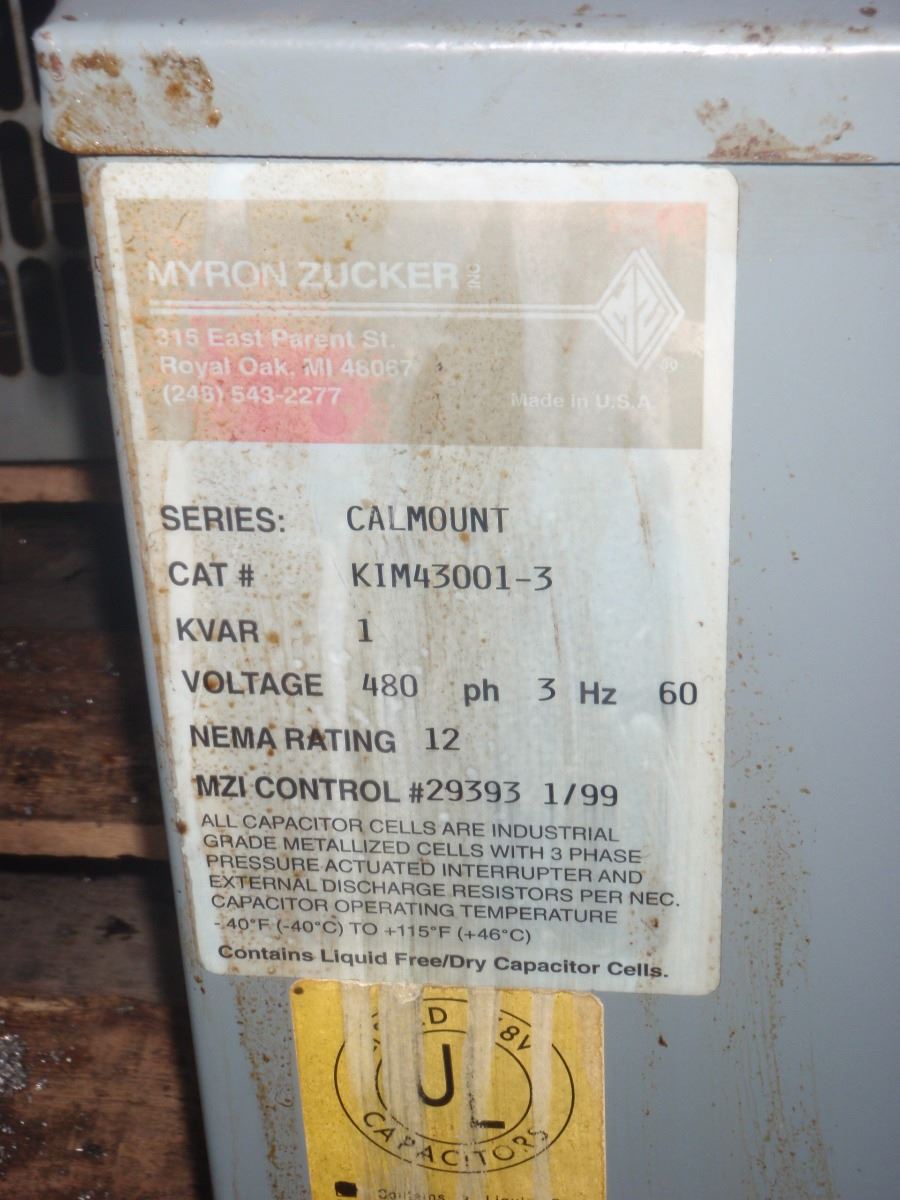 MYRON ZUCKER INC
MZI
315 East Parent St.
Royal Oak, MI 48067
(248) 543-2277
Made in U.S.A.
SERIES: CALMOUNT
CAT # KIM43001-3
KVAR 1
VOLTAGE 480 ph 3 Hz 60
NEMA RATING 12
MZI CONTROL #29393 1/99
ALL CAPACITOR CELLS ARE INDUSTRIAL
GRADE METALLIZED CELLS WITH 3 PHASE
PRESSURE ACTUATED INTERRUPTER AND
EXTERNAL DISCHARGE RESISTORS PER NEC.
CAPACITOR OPERATING TEMPERATURE
-40°F (-40°C) TO +115°F (+46°C)
Contains Liquid Free/Dry Capacitor Cells.
D 8V
UL
CAPACITORS